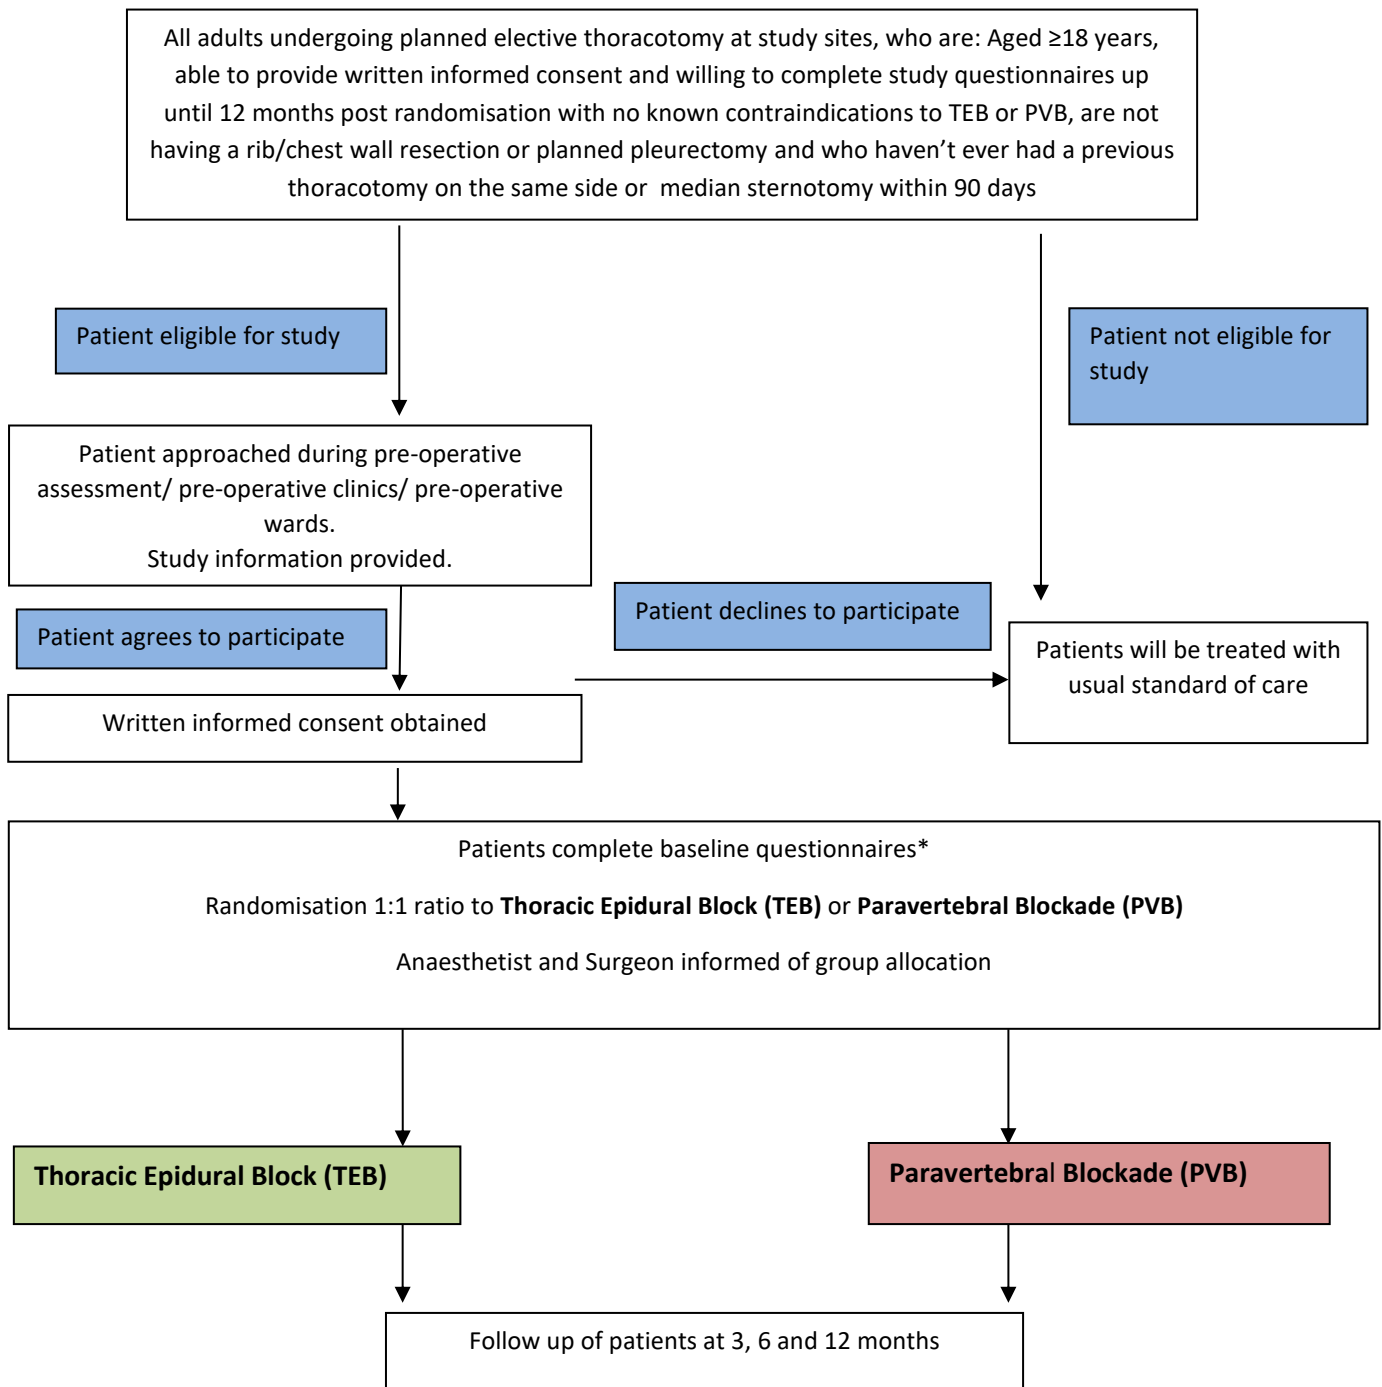 All adults undergoing planned elective thoracotomy at study sites, who are: Aged ≥18 years,
able to provide written informed consent and willing to complete study questionnaires up
until 12 months post randomisation with no known contraindications to TEB or PVB, are not
having a rib/chest wall resection or planned pleurectomy and who haven’t ever had a previous
thoracotomy on the same side or  median sternotomy within 90 days
Patient eligible for study
Patient not eligible for
study
Patient approached during pre-operative
assessment/ pre-operative clinics/ pre-operative
wards.
Study information provided.
Patient declines to participate
Patient agrees to participate
Patients will be treated with
usual standard of care
Written informed consent obtained
Patients complete baseline questionnaires*
Randomisation 1:1 ratio to Thoracic Epidural Block (TEB) or Paravertebral Blockade (PVB)
Anaesthetist and Surgeon informed of group allocation
Thoracic Epidural Block (TEB)
Paravertebral Blockade (PVB)
Follow up of patients at 3, 6 and 12 months